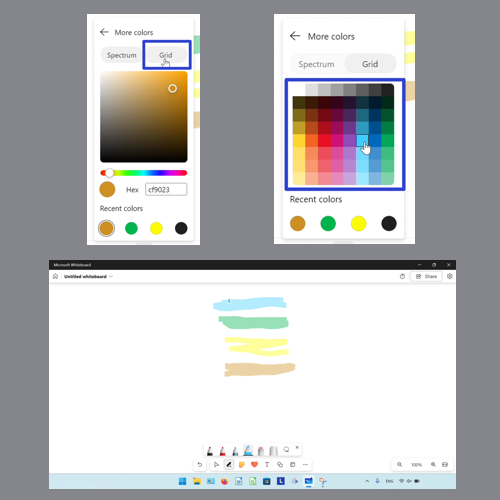 More colors
Spectrum
Grid
Hex
cf9023
Recent colors
More colors
Spectrum
Grid
Recent colors
Microsoft Whiteboard
Untitled whiteboard
Share
100%
ENG